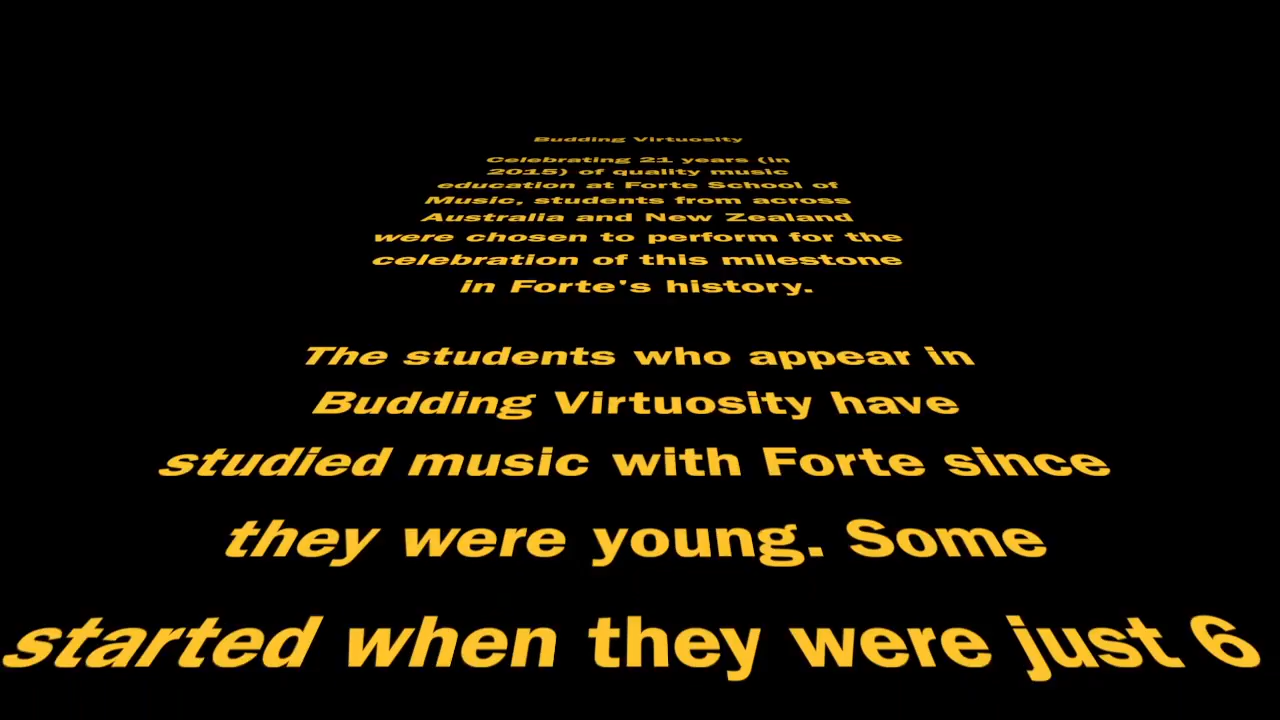 Budding Virtuosity
Celebrating 21 years (in
2015) of quality music
education at Forte School of
Music, students from across
Australia and New Zealand
were chosen to perform for the
celebration of this milestone
in Forte's history.
The students who appear in
Budding Virtuosity have
studied music with Forte since
they were young. Some
started when they were just 6